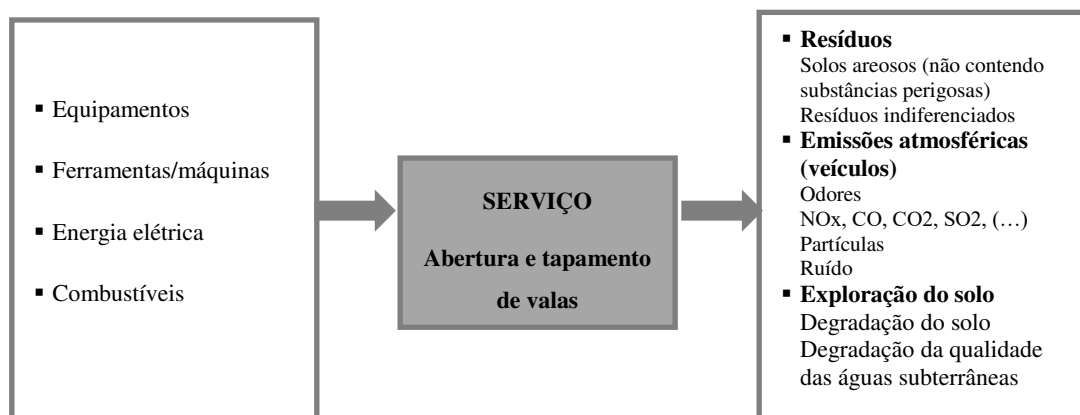 ▪ Equipamentos
▪ Ferramentas/máquinas
▪ Energia elétrica
▪ Combustíveis
SERVIÇO
Abertura e tapamento
de valas
▪ Resíduos
Solos areosos (não contendo
substâncias perigosas)
Resíduos indiferenciados
▪ Emissões atmosféricas
(veículos)
Odores
NOx, CO, CO2, SO2, (…)
Partículas
Ruído
▪ Exploração do solo
Degradação do solo
Degradação da qualidade
das águas subterrâneas